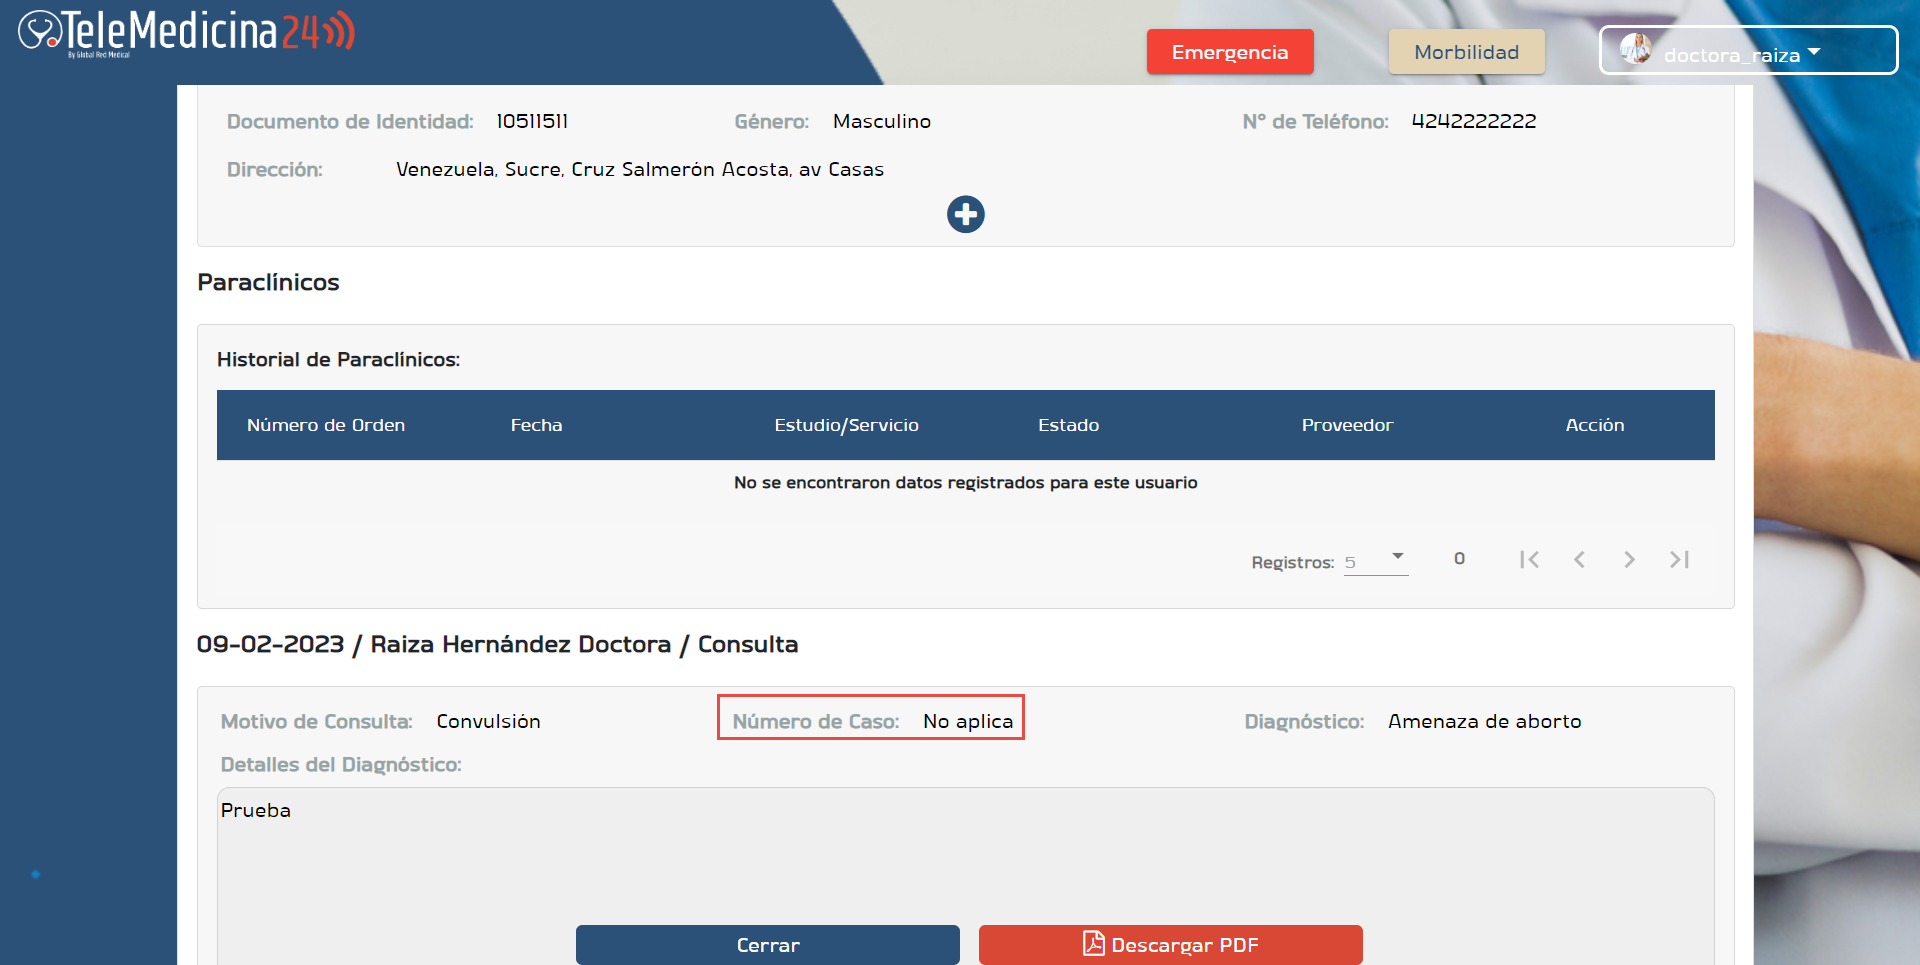 TeleMedicina24
By Global Red Medical
Emergencia
Morbilidad
doctora_raiza
Documento de Identidad: 10511511
Género: Masculino
N° de Teléfono: 4242222222
Dirección: Venezuela, Sucre, Cruz Salmerón Acosta, av Casas
Paraclínicos
Historial de Paraclínicos:
Número de Orden Fecha Estudio/Servicio Estado Proveedor Acción
No se encontraron datos registrados para este usuario
Registros: 5 0
09-02-2023 / Raiza Hernández Doctora / Consulta
Motivo de Consulta: Convulsión
Número de Caso: No aplica
Diagnóstico: Amenaza de aborto
Detalles del Diagnóstico:
Prueba
Cerrar
Descargar PDF